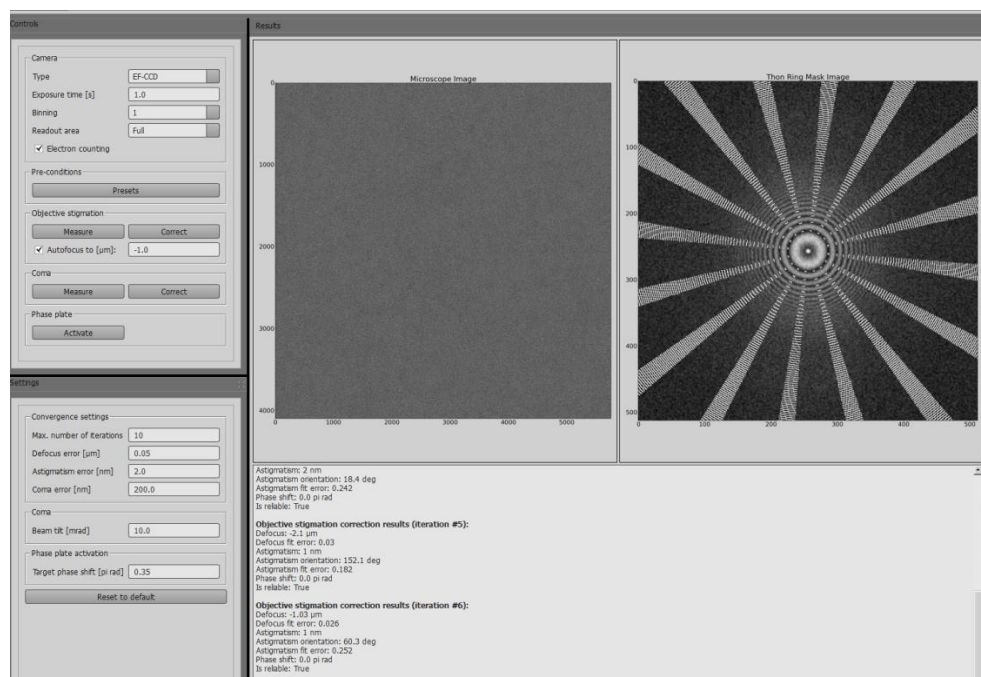 Controls
Camera
Type EF-CCD
Exposure time [s] 1.0
Binning 1
Readout area Full
Electron counting
Pre-conditions
Presets
Objective stigmation
Measure Correct
Autofocus to [µm]: -1.0
Coma
Measure Correct
Phase plate
Activate
Settings
Convergence settings
Max. number of iterations 10
Defocus error [µm] 0.05
Astigmatism error [nm] 2.0
Coma error [nm] 200.0
Coma
Beam tilt [mrad] 10.0
Phase plate activation
Target phase shift [pi rad] 0.35
Reset to default
Results
Microscope Image
0
1000
2000
3000
4000
0 1000 2000 3000 4000 5000
Thon Ring Mask Image
0
100
200
300
400
500
0 100 200 300 400 500
Astigmatism: 2 nm
Astigmatism orientation: 18.4 deg
Astigmatism fit error: 0.242
Phase shift: 0.0 pi rad
Is reliable: True
Objective stigmation correction results (iteration #5):
Defocus: -2.1 µm
Defocus fit error: 0.03
Astigmatism: 1 nm
Astigmatism orientation: 152.1 deg
Astigmatism fit error: 0.182
Phase shift: 0.0 pi rad
Is reliable: True
Objective stigmation correction results (iteration #6):
Defocus: -1.03 µm
Defocus fit error: 0.026
Astigmatism: 1 nm
Astigmatism orientation: 60.3 deg
Astigmatism fit error: 0.252
Phase shift: 0.0 pi rad
Is reliable: True